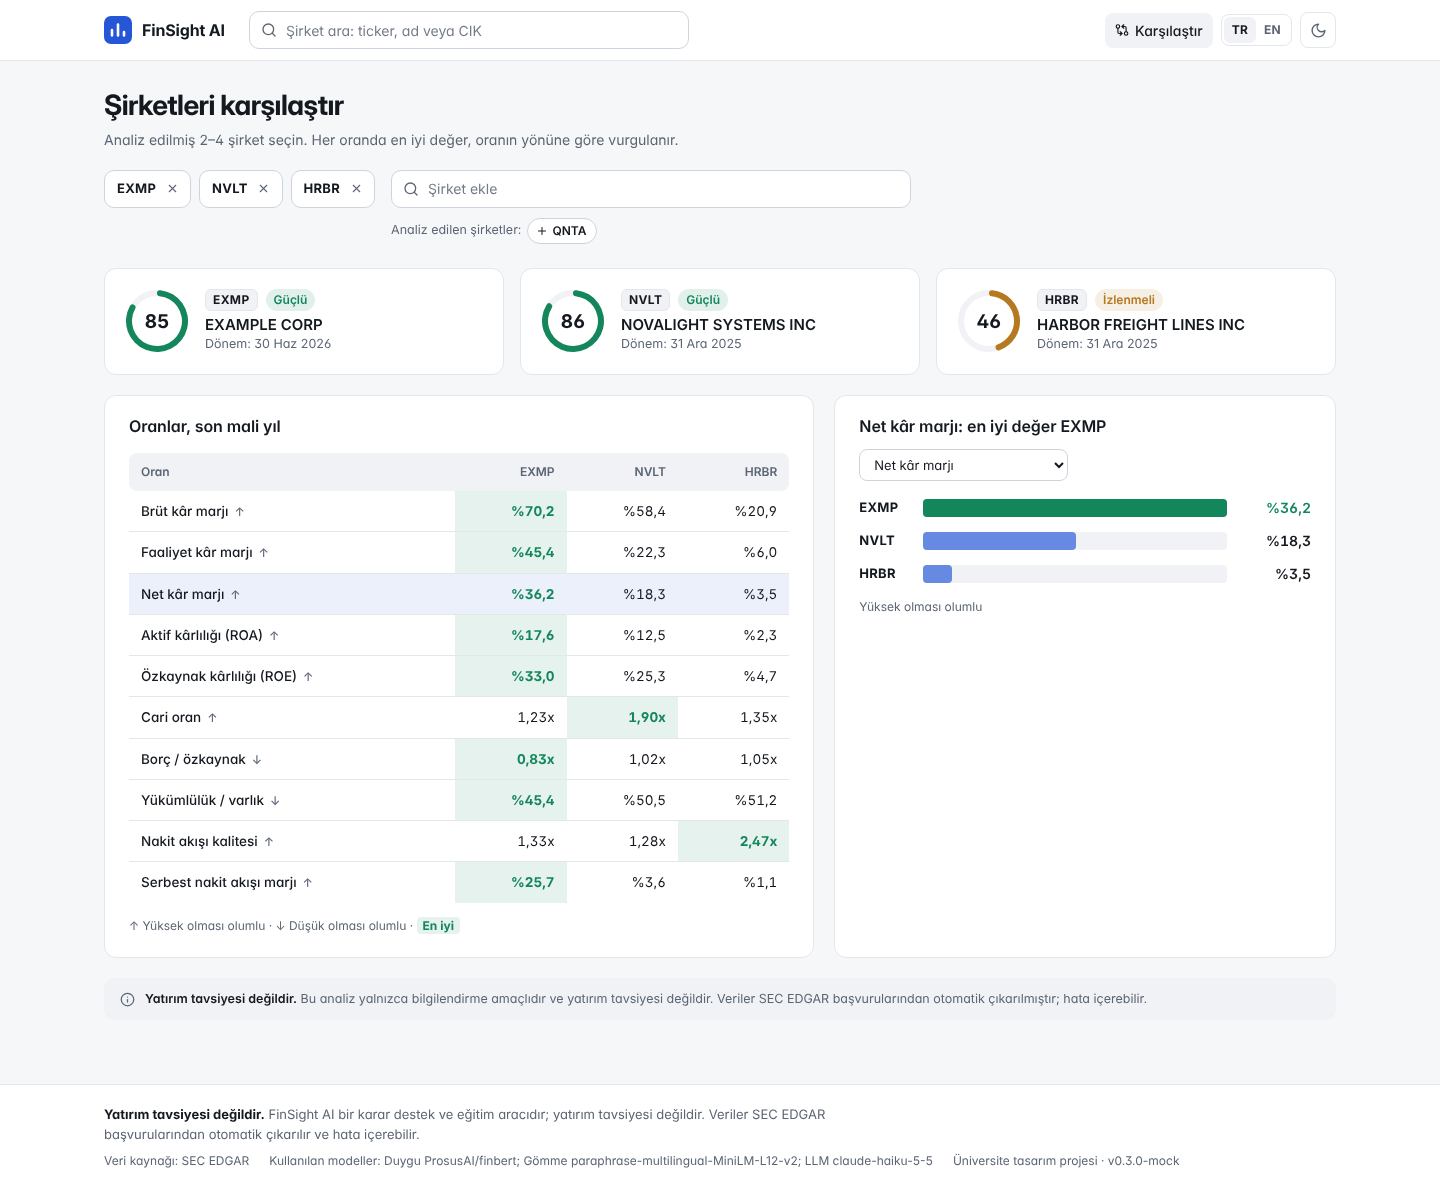 FinSight AI
Şirket ara: ticker, ad veya CIK
Karşılaştır
TR EN
Şirketleri karşılaştır
Analiz edilmiş 2–4 şirket seçin. Her oranda en iyi değer, oranın yönüne göre vurgulanır.
EXMP × NVLT × HRBR ×
Şirket ekle
Analiz edilen şirketler: + QNTA
85
EXMP Güçlü
EXAMPLE CORP
Dönem: 30 Haz 2026
86
NVLT Güçlü
NOVALIGHT SYSTEMS INC
Dönem: 31 Ara 2025
46
HRBR İzlenmeli
HARBOR FREIGHT LINES INC
Dönem: 31 Ara 2025
Oranlar, son mali yıl
Oran EXMP NVLT HRBR
Brüt kâr marjı ↑ %70,2 %58,4 %20,9
Faaliyet kâr marjı ↑ %45,4 %22,3 %6,0
Net kâr marjı ↑ %36,2 %18,3 %3,5
Aktif kârlılığı (ROA) ↑ %17,6 %12,5 %2,3
Özkaynak kârlılığı (ROE) ↑ %33,0 %25,3 %4,7
Cari oran ↑ 1,23x 1,90x 1,35x
Borç / özkaynak ↓ 0,83x 1,02x 1,05x
Yükümlülük / varlık ↓ %45,4 %50,5 %51,2
Nakit akışı kalitesi ↑ 1,33x 1,28x 2,47x
Serbest nakit akışı marjı ↑ %25,7 %3,6 %1,1
↑ Yüksek olması olumlu · ↓ Düşük olması olumlu · En iyi
Net kâr marjı: en iyi değer EXMP
Net kâr marjı
EXMP %36,2
NVLT %18,3
HRBR %3,5
Yüksek olması olumlu
Yatırım tavsiyesi değildir. Bu analiz yalnızca bilgilendirme amaçlıdır ve yatırım tavsiyesi değildir. Veriler SEC EDGAR başvurularından otomatik çıkarılmıştır; hata içerebilir.
Yatırım tavsiyesi değildir. FinSight AI bir karar destek ve eğitim aracıdır; yatırım tavsiyesi değildir. Veriler SEC EDGAR
başvurularından otomatik çıkarılır ve hata içerebilir.
Veri kaynağı: SEC EDGAR Kullanılan modeller: Duygu ProsusAI/finbert; Gömme paraphrase-multilingual-MiniLM-L12-v2; LLM claude-haiku-5-5 Üniversite tasarım projesi · v0.3.0-mock